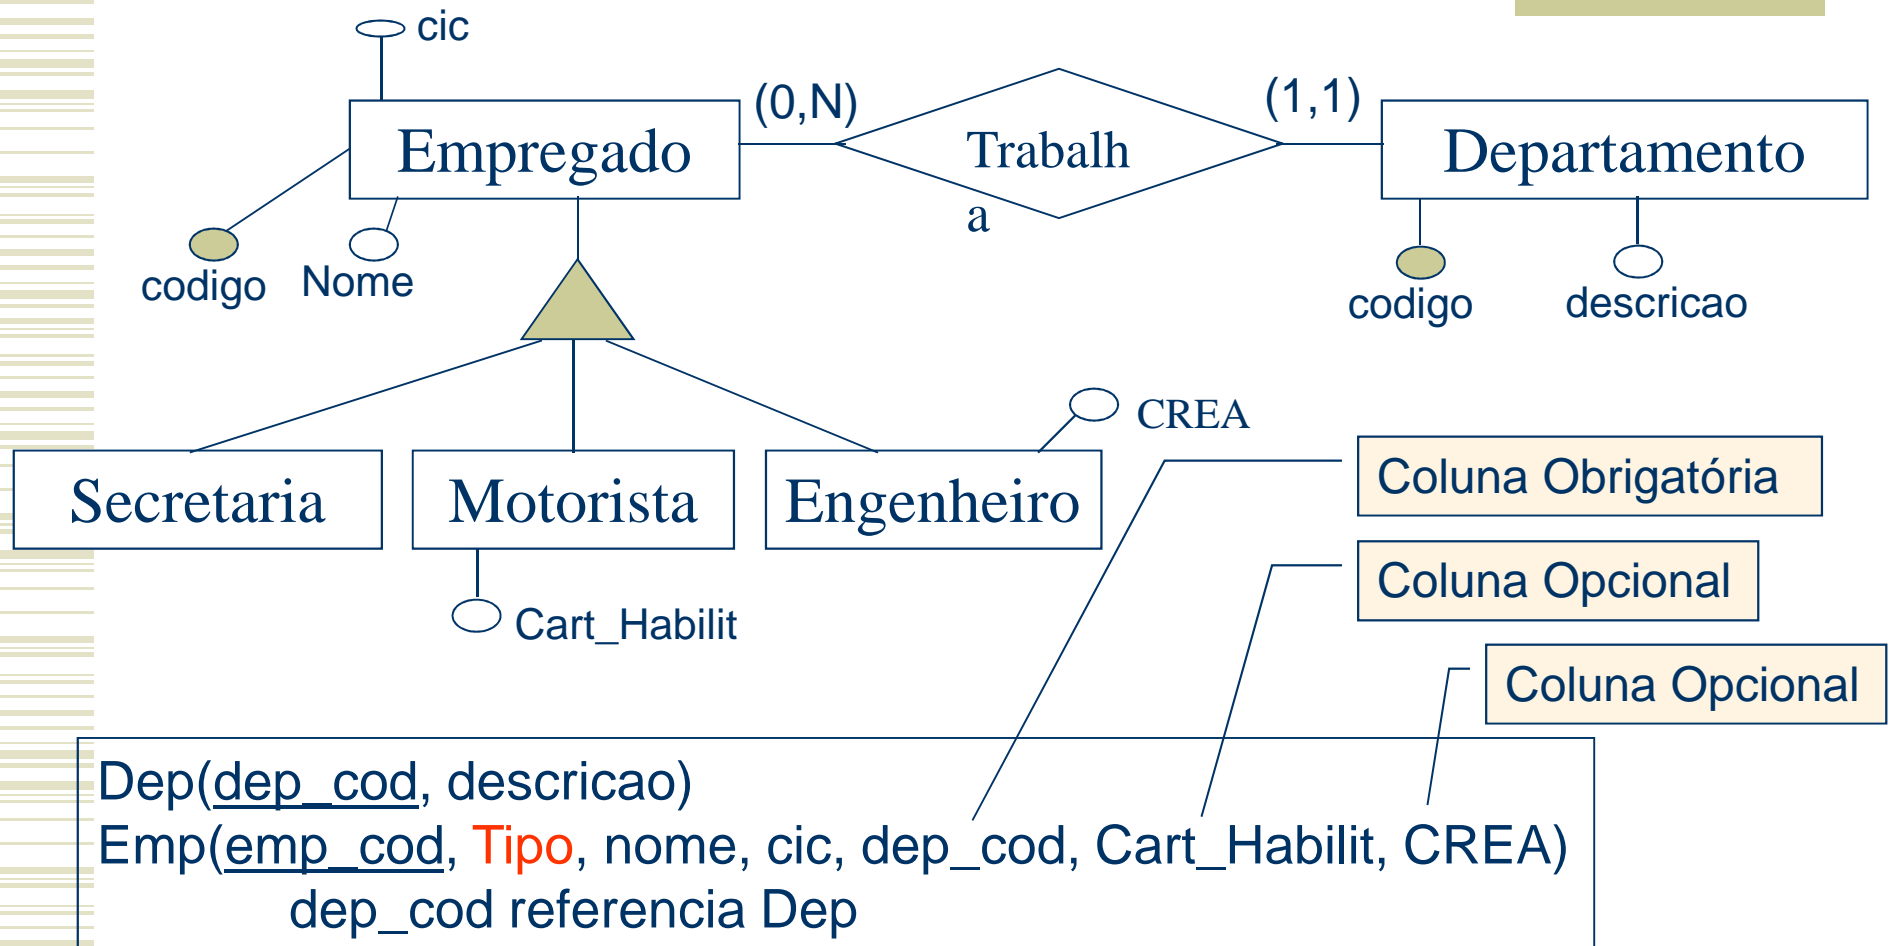 cic
(0,N)
(1,1)
Empregado
Trabalh
a
Departamento
codigo
Nome
codigo
descricao
CREA
Secretaria
Motorista
Engenheiro
Coluna Obrigatória
Coluna Opcional
Cart_Habilit
Coluna Opcional
Dep(dep_cod, descricao)
Emp(emp_cod, Tipo, nome, cic, dep_cod, Cart_Habilit, CREA)
dep_cod referencia Dep